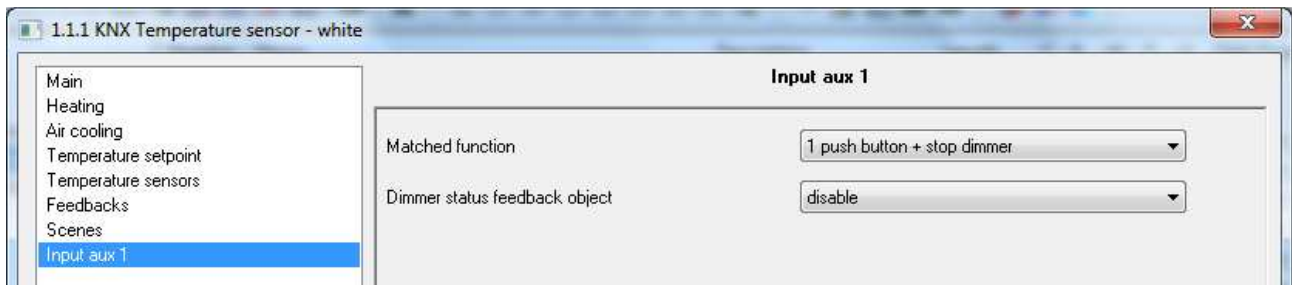 1.1.1 KNX Temperature sensor - white
X
Main
Heating
Air cooling
Temperature setpoint
Temperature sensors
Feedbacks
Scenes
Input aux 1
Input aux 1
Matched function
1 push button + stop dimmer
Dimmer status feedback object
disable